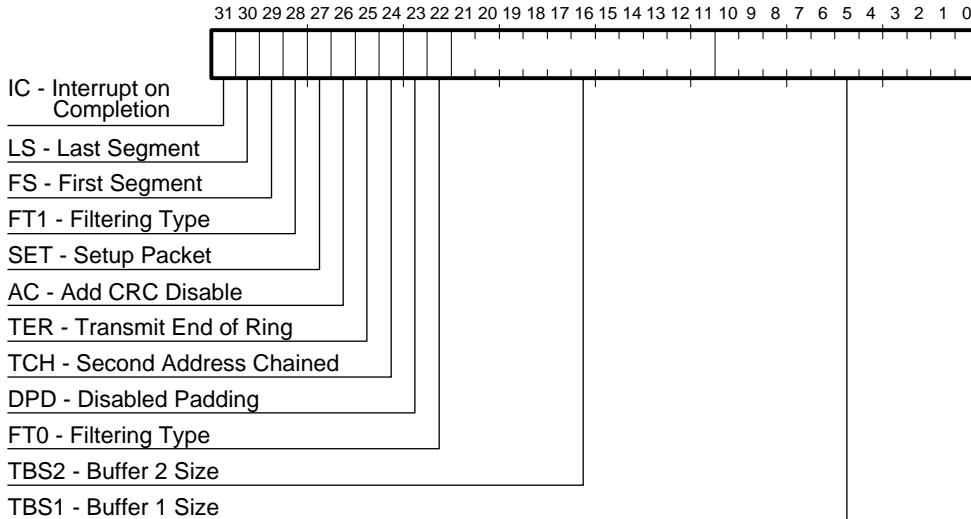 31 30 29 28 27 26 25 24 23 22 21 20 19 18 17 16 15 14 13 12 11 10 9 8 7 6 5 4 3 2 1 0
IC - Interrupt on
Completion
LS - Last Segment
FS - First Segment
FT1 - Filtering Type
SET - Setup Packet
AC - Add CRC Disable
TER - Transmit End of Ring
TCH - Second Address Chained
DPD - Disabled Padding
FT0 - Filtering Type
TBS2 - Buffer 2 Size
TBS1 - Buffer 1 Size